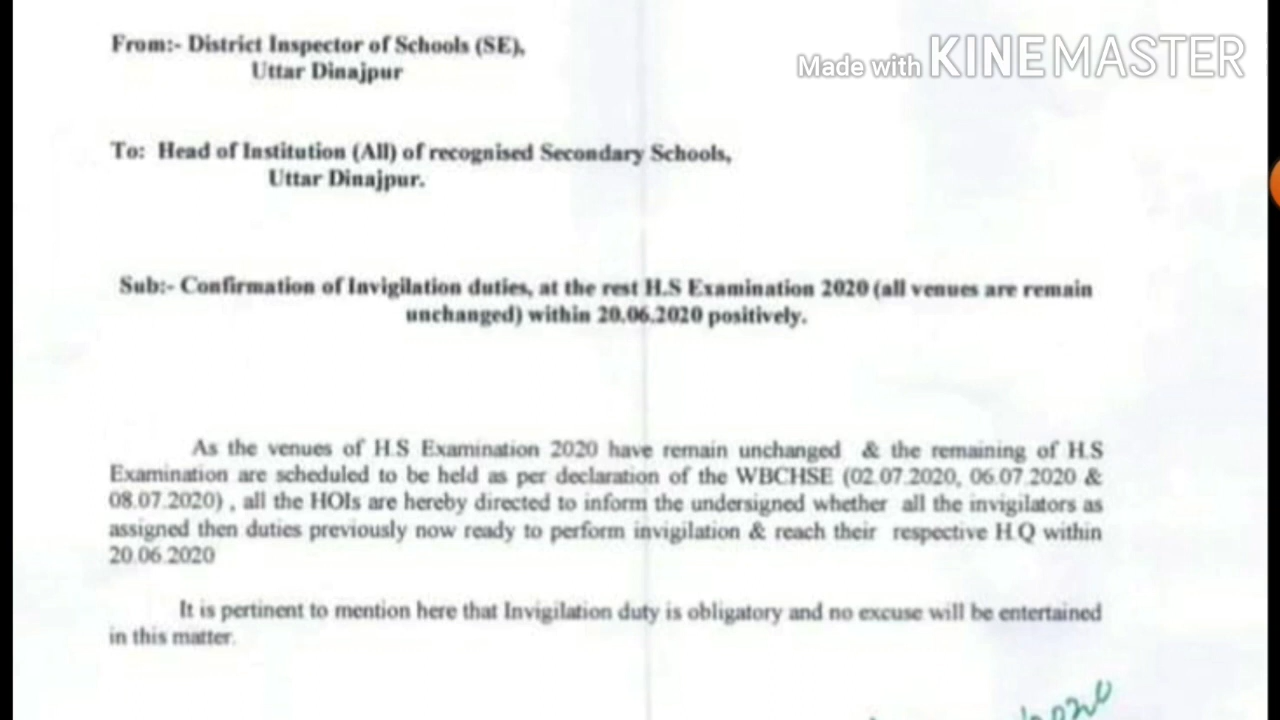 From:- District Inspector of Schools (SE),
Uttar Dinajpur
Made with KINEMASTER
To: Head of Institution (All) of recognised Secondary Schools,
Uttar Dinajpur.
Sub:- Confirmation of Invigilation duties, at the rest H.S Examination 2020 (all venues are remain
unchanged) within 20.06.2020 positively.
As the venues of H.S Examination 2020 have remain unchanged & the remaining of H.S
Examination are scheduled to be held as per declaration of the WBCHSE (02.07.2020, 06.07.2020 &
08.07.2020) , all the HOIs are hereby directed to inform the undersigned whether all the invigilators as
assigned then duties previously now ready to perform invigilation & reach their respective H.Q within
20.06.2020
It is pertinent to mention here that Invigilation duty is obligatory and no excuse will be entertained
in this matter.